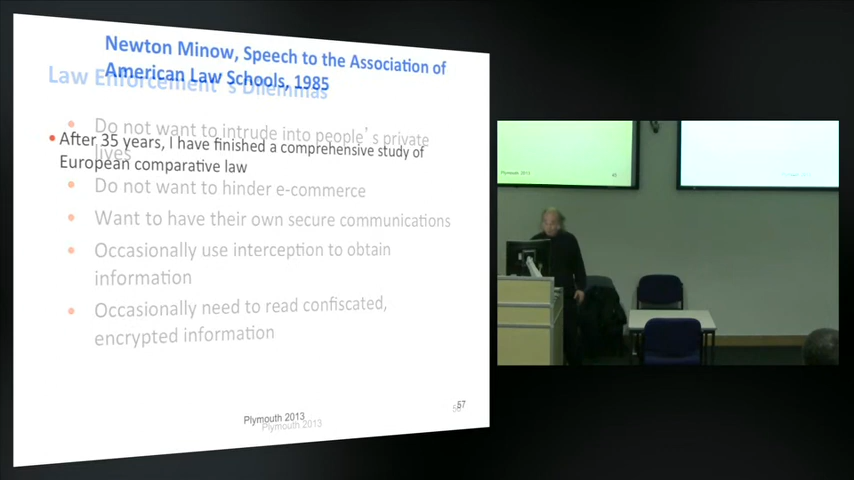 Newton Minow, Speech to the Association of
American Law Schools, 1985
Law Enforcement's Dilemmas
• Do not want to intrude into people's private
lives
• After 35 years, I have finished a comprehensive study of
European comparative law
• Do not want to hinder e-commerce
• Want to have their own secure communications
• Occasionally use interception to obtain
information
• Occasionally need to read confiscated,
encrypted information
Plymouth 2013
57
Plymouth 2013
Plymouth 2013